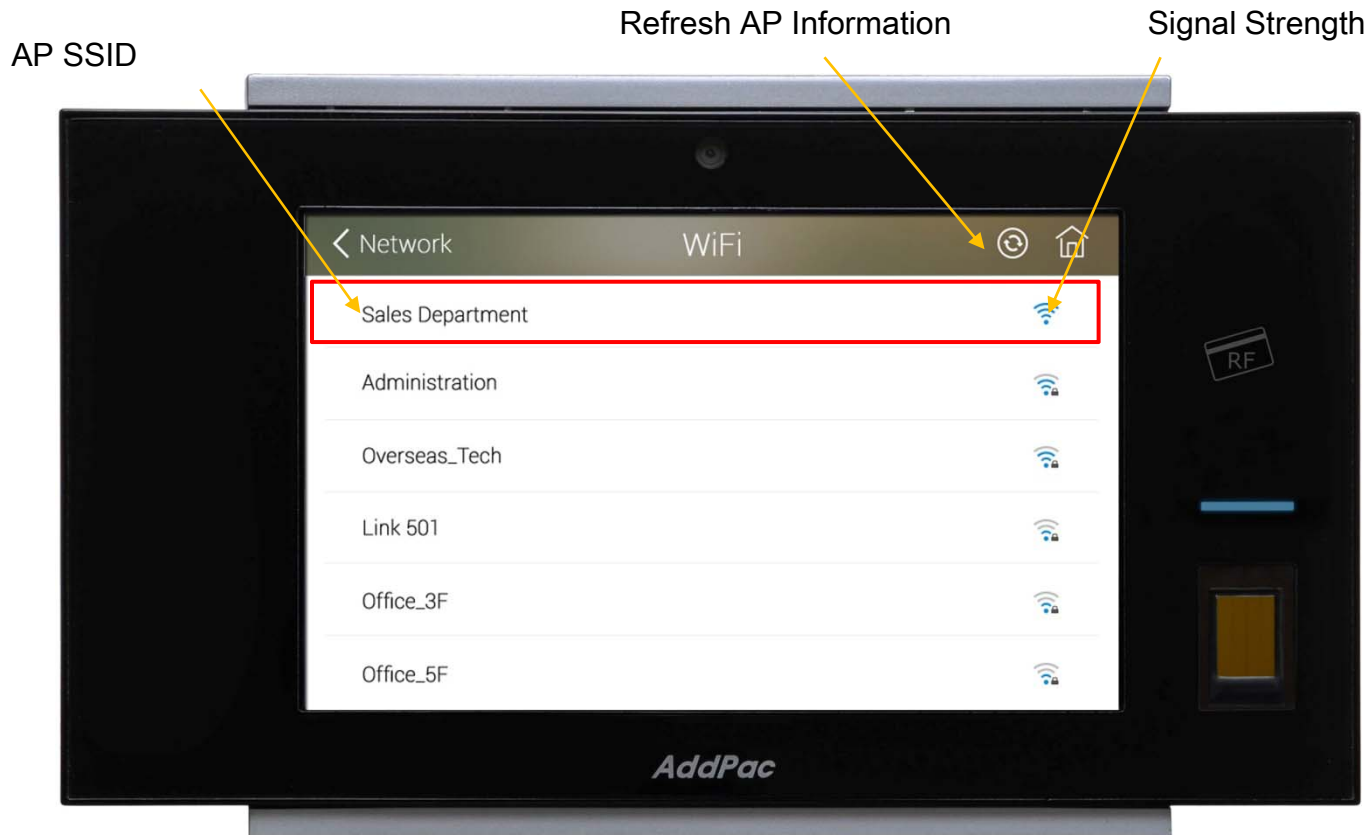 Refresh AP Information
Signal Strength
AP SSID
Network
WiFi
Sales Department
Administration
RF
Overseas_Tech
Link 501
Office_3F
Office_5F
AddPac